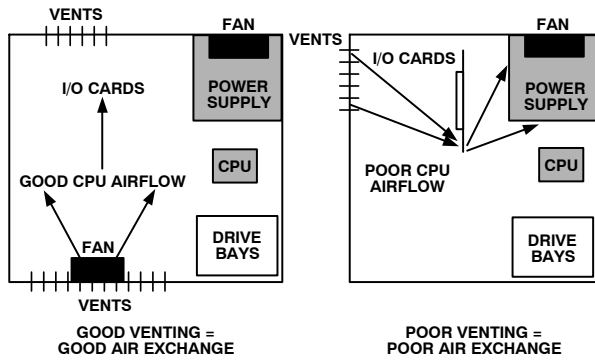 VENTS
FAN
I/O CARDS
POWER
SUPPLY
CPU
GOOD CPU AIRFLOW
FAN
DRIVE
BAYS
VENTS
GOOD VENTING =
GOOD AIR EXCHANGE
FAN
VENTS
I/O CARDS
POWER
SUPPLY
POOR CPU
AIRFLOW
CPU
DRIVE
BAYS
POOR VENTING =
POOR AIR EXCHANGE